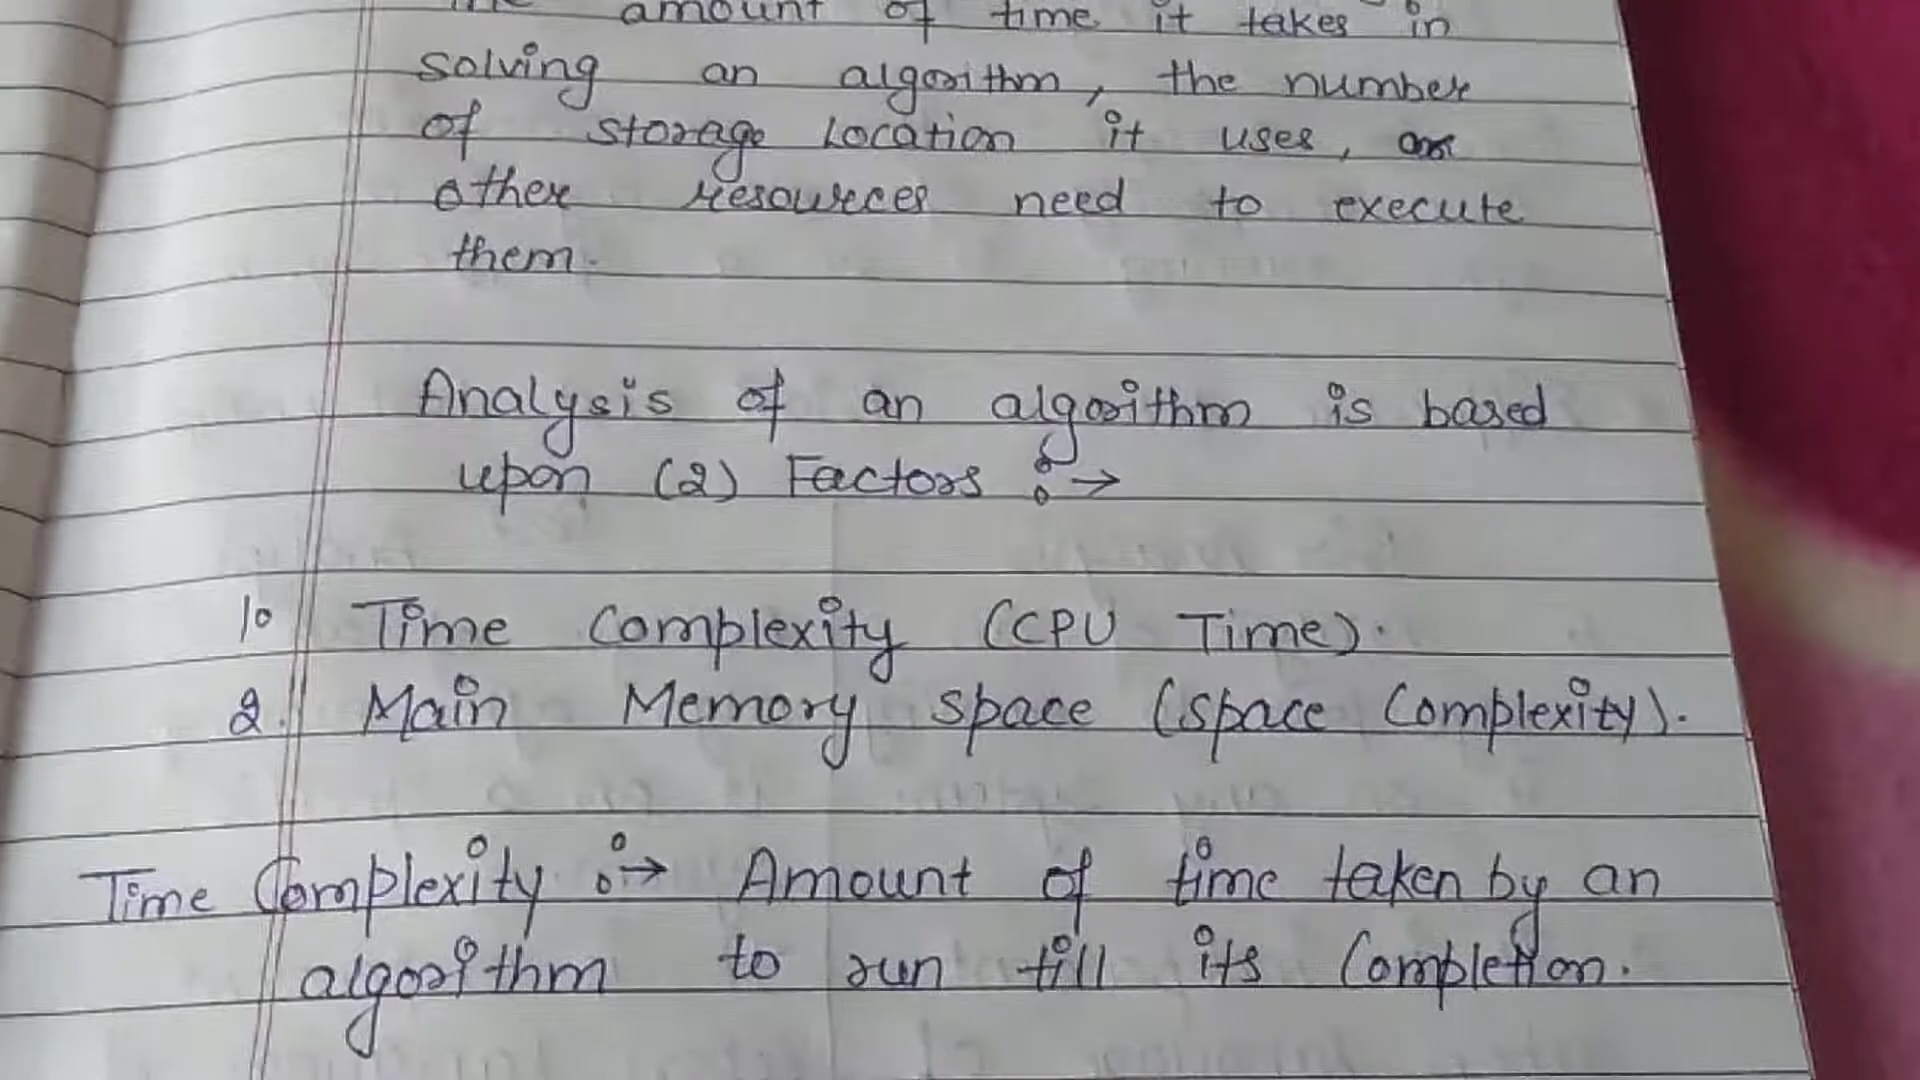 amount of time it takes in
solving an algorithm, the number
of storage Location it uses, or
other resources need to execute
them.
Analysis of an algorithm is based
upon (2) Factors :→
1. Time Complexity (CPU Time).
2. Main Memory space (space Complexity).
Time Complexity :→ Amount of time taken by an
algorithm to run till its Completion.